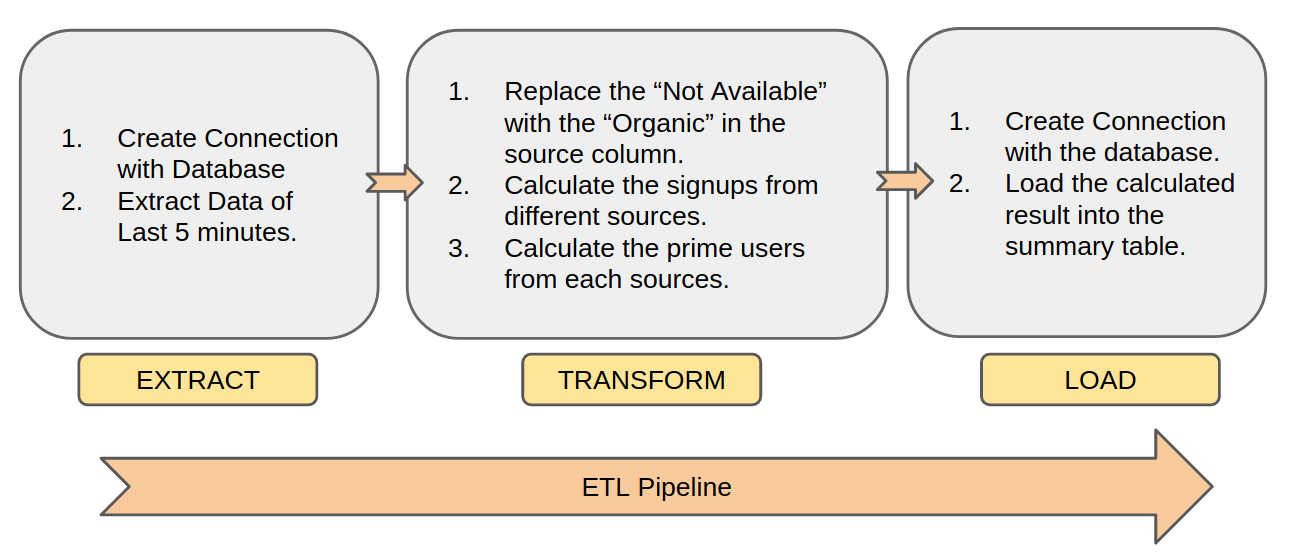 1. Create Connection
with Database
2. Extract Data of
Last 5 minutes.
1. Replace the “Not Available”
with the “Organic” in the
source column.
2. Calculate the signups from
different sources.
3. Calculate the prime users
from each sources.
1. Create Connection
with the database.
2. Load the calculated
result into the
summary table.
EXTRACT
TRANSFORM
LOAD
ETL Pipeline